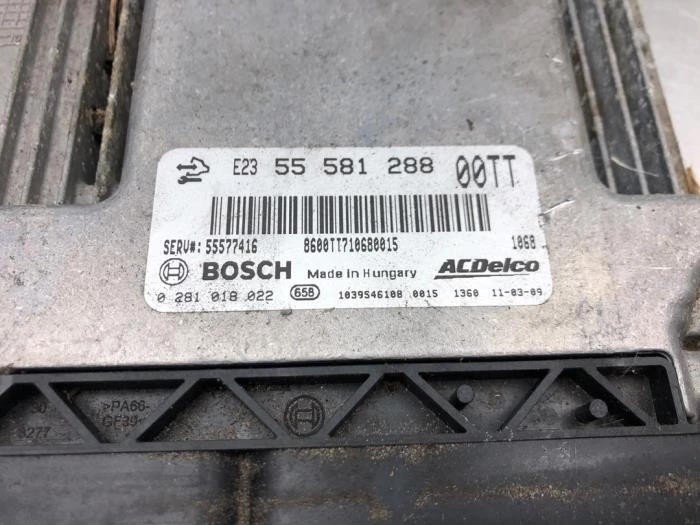 E23 55 581 288 00TT
SERV#: 55577416 8600TT710680015 1068
BOSCH Made in Hungary ACDelco
0 281 018 022 658 1039S46108 0015 1360 11-03-09
>PA66-
GF35<